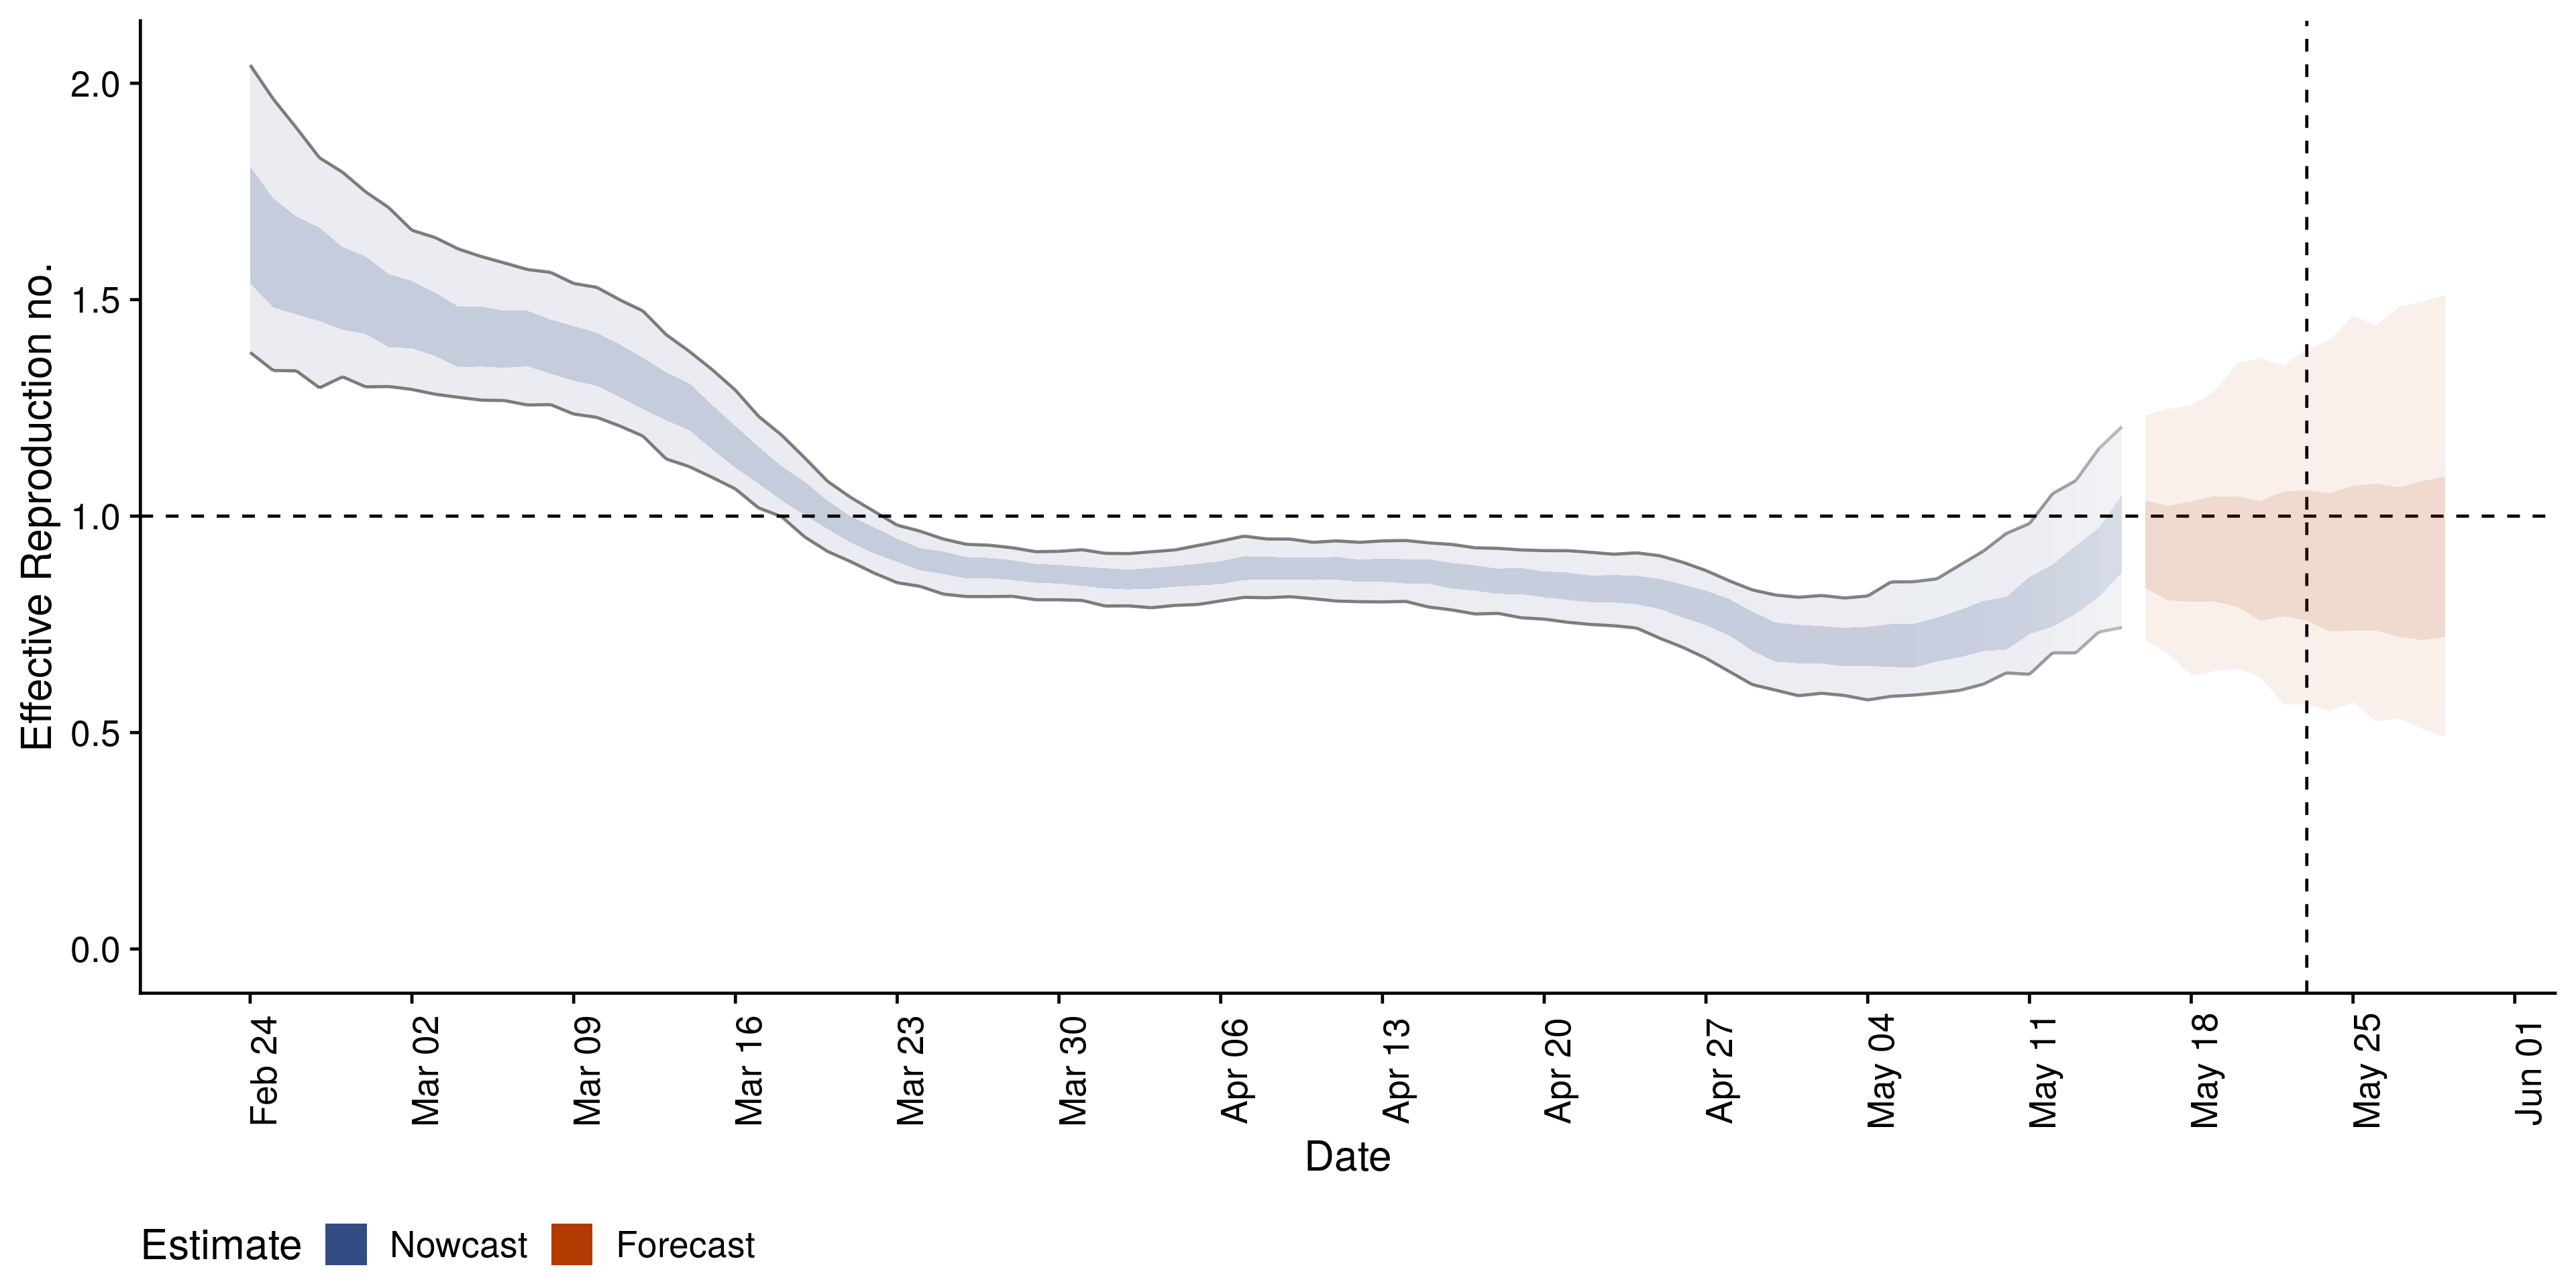 Effective Reproduction no.
2.0
1.5
1.0
0.5
0.0
Feb 24
Mar 02
Mar 09
Mar 16
Mar 23
Mar 30
Apr 06
Apr 13
Apr 20
Apr 27
May 04
May 11
May 18
May 25
Jun 01
Date
Estimate Nowcast Forecast